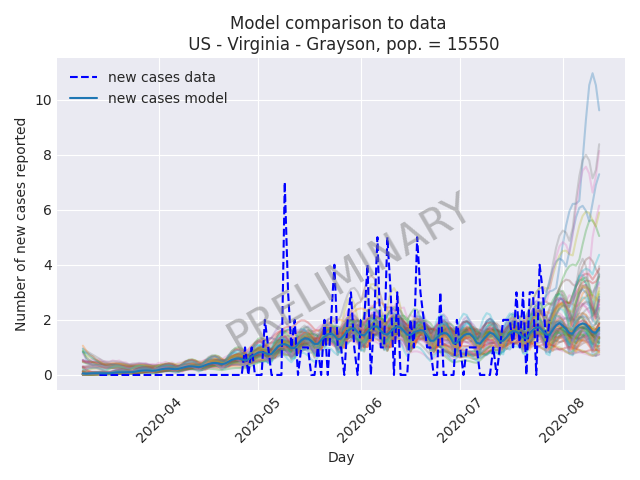 Model comparison to data
US - Virginia - Grayson, pop. = 15550
new cases data
new cases model
PRELIMINARY
Number of new cases reported
10
8
6
4
2
0
2020-04
2020-05
2020-06
2020-07
2020-08
Day